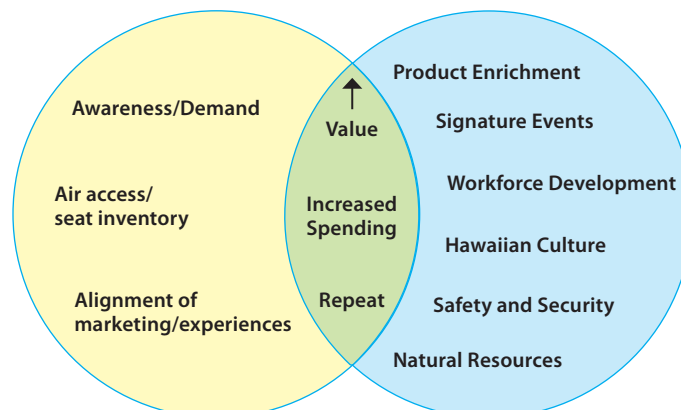 Awareness/Demand
Air access/
seat inventory
Alignment of
marketing/experiences
Value
Increased
Spending
Repeat
Product Enrichment
Signature Events
Workforce Development
Hawaiian Culture
Safety and Security
Natural Resources